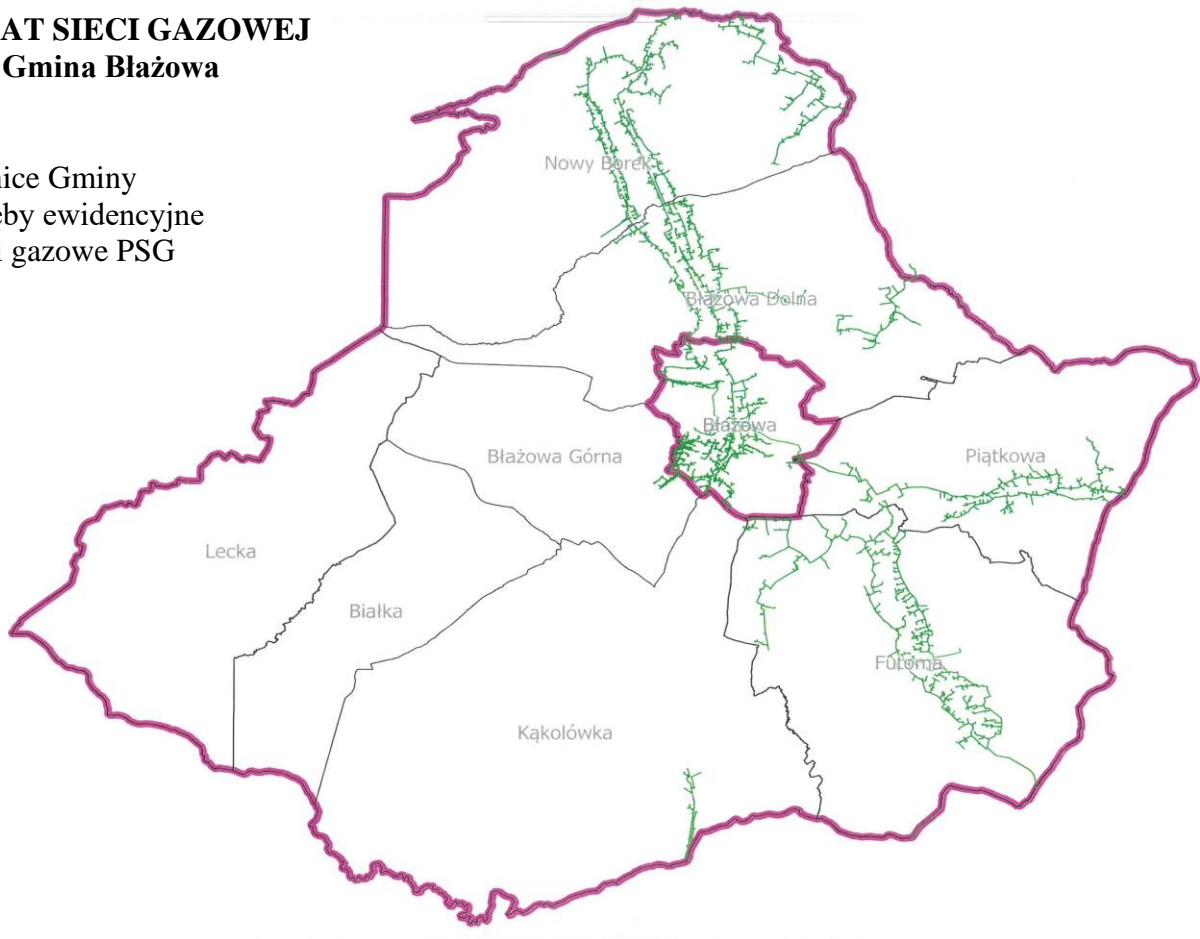 AT SIECI GAZOWEJ
Gmina Błażowa
nice Gminy
ęby ewidencyjne
i gazowe PSG
Nowy Borek
Błażowa Dolna
Błażowa
Błażowa Górna
Piątkowa
Lecka
Białka
Futoma
Kąkolówka